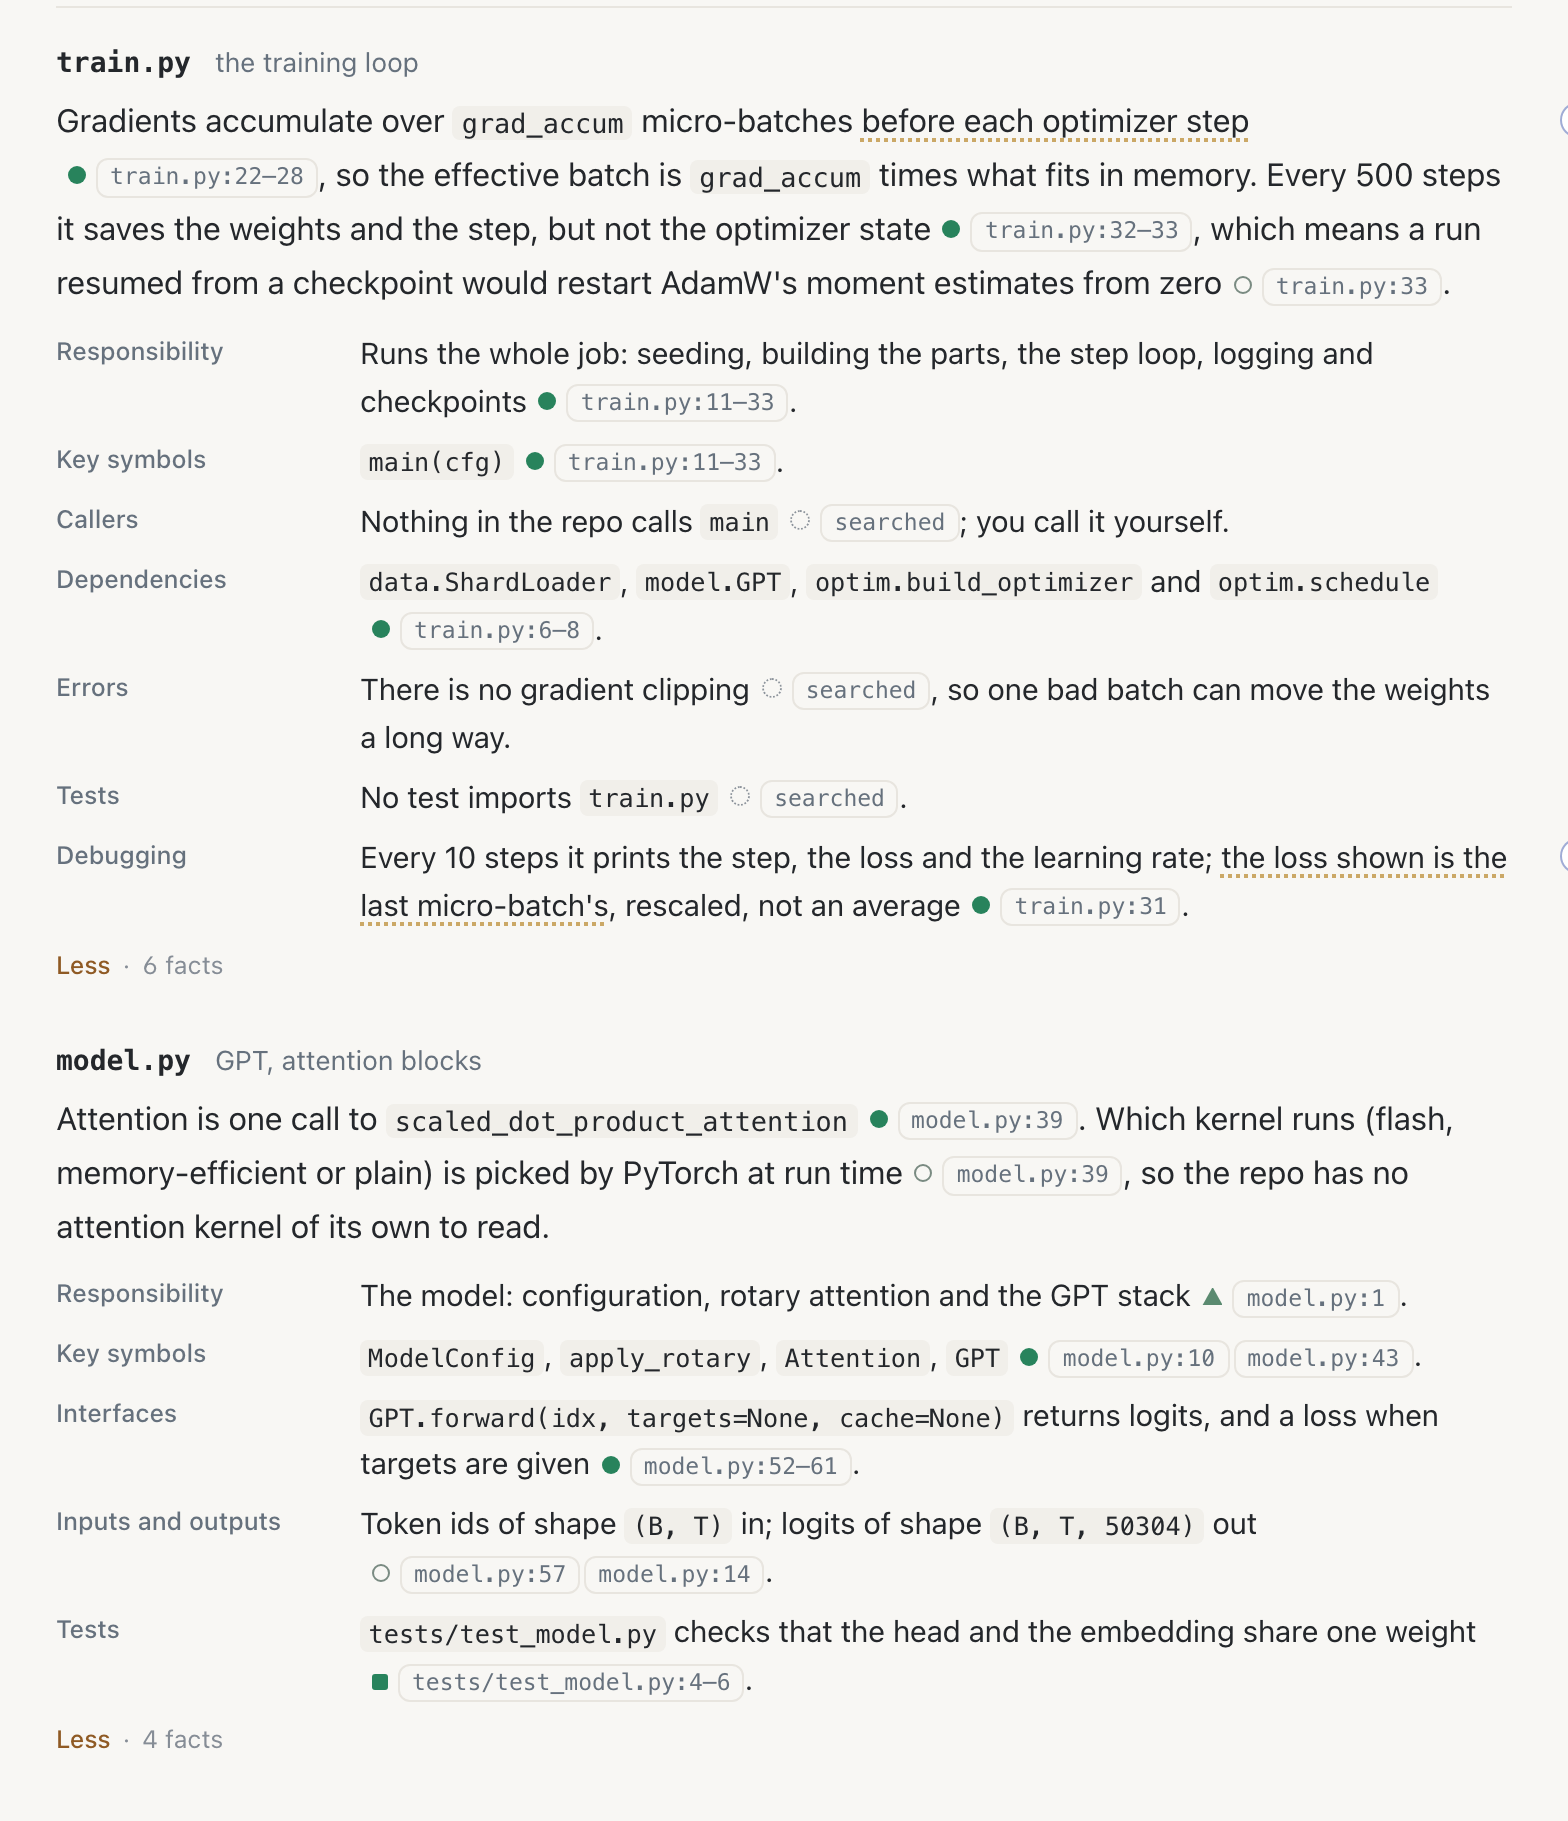 train.py the training loop
Gradients accumulate over grad_accum micro-batches before each optimizer step
train.py:22–28, so the effective batch is grad_accum times what fits in memory. Every 500 steps
it saves the weights and the step, but not the optimizer state train.py:32–33, which means a run
resumed from a checkpoint would restart AdamW's moment estimates from zero train.py:33.
Responsibility Runs the whole job: seeding, building the parts, the step loop, logging and
checkpoints train.py:11–33.
Key symbols main(cfg) train.py:11–33.
Callers Nothing in the repo calls main searched; you call it yourself.
Dependencies data.ShardLoader, model.GPT, optim.build_optimizer and optim.schedule
train.py:6–8.
Errors There is no gradient clipping searched, so one bad batch can move the weights
a long way.
Tests No test imports train.py searched.
Debugging Every 10 steps it prints the step, the loss and the learning rate; the loss shown is the
last micro-batch's, rescaled, not an average train.py:31.
Less · 6 facts
model.py GPT, attention blocks
Attention is one call to scaled_dot_product_attention model.py:39. Which kernel runs (flash,
memory-efficient or plain) is picked by PyTorch at run time model.py:39, so the repo has no
attention kernel of its own to read.
Responsibility The model: configuration, rotary attention and the GPT stack model.py:1.
Key symbols ModelConfig, apply_rotary, Attention, GPT model.py:10 model.py:43.
Interfaces GPT.forward(idx, targets=None, cache=None) returns logits, and a loss when
targets are given model.py:52–61.
Inputs and outputs Token ids of shape (B, T) in; logits of shape (B, T, 50304) out
model.py:57 model.py:14.
Tests tests/test_model.py checks that the head and the embedding share one weight
tests/test_model.py:4–6.
Less · 4 facts